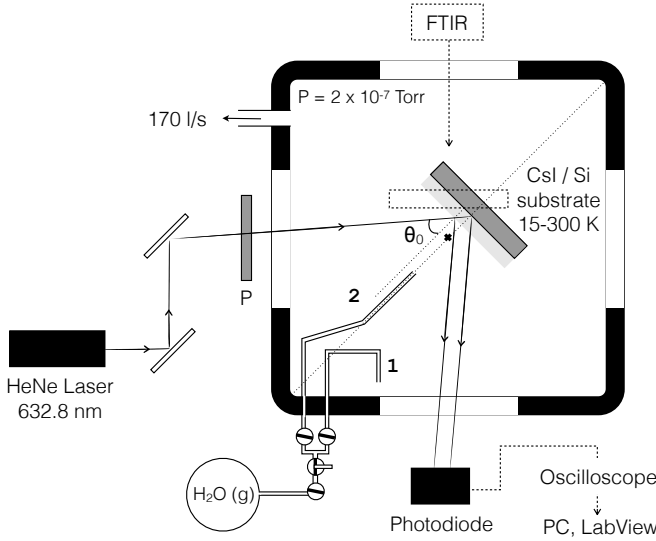 FTIR
P = 2 x 10⁻⁷ Torr
170 l/s
CsI / Si
substrate
15-300 K
θ₀
P
2
1
HeNe Laser
632.8 nm
H₂O (g)
Photodiode
Oscilloscope
PC, LabView